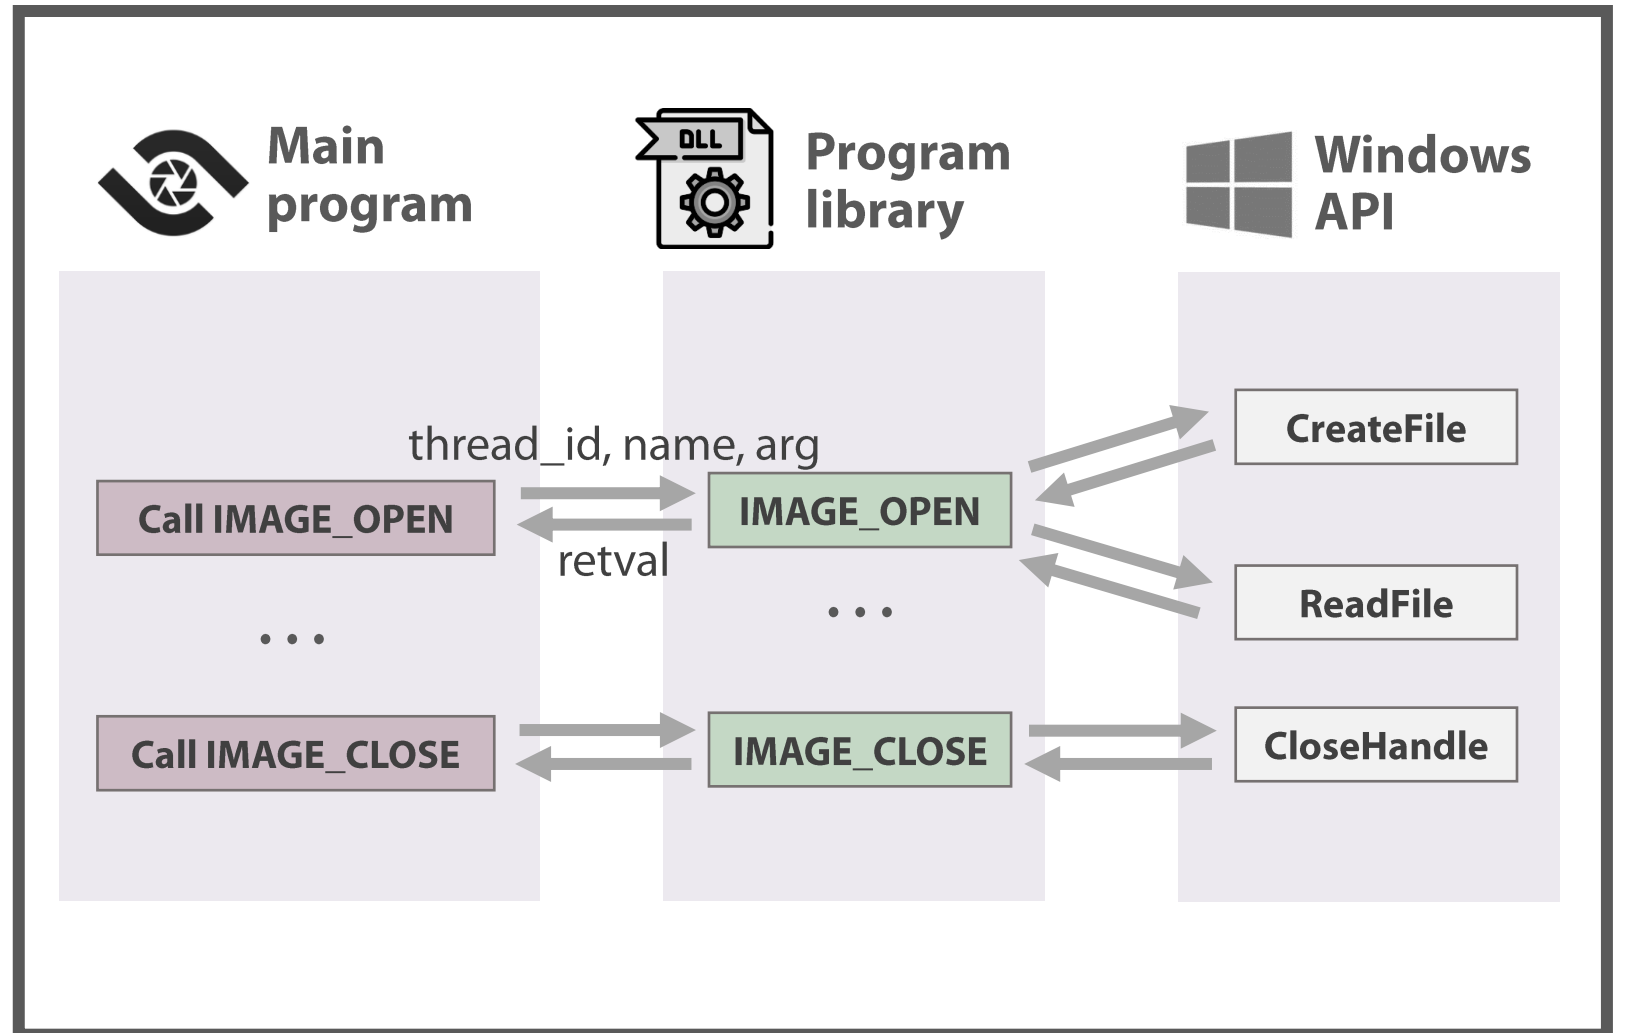 Main
program
DLL
Program
library
Windows
API
thread_id, name, arg
Call IMAGE_OPEN
IMAGE_OPEN
retval
CreateFile
ReadFile
...
...
Call IMAGE_CLOSE
IMAGE_CLOSE
CloseHandle